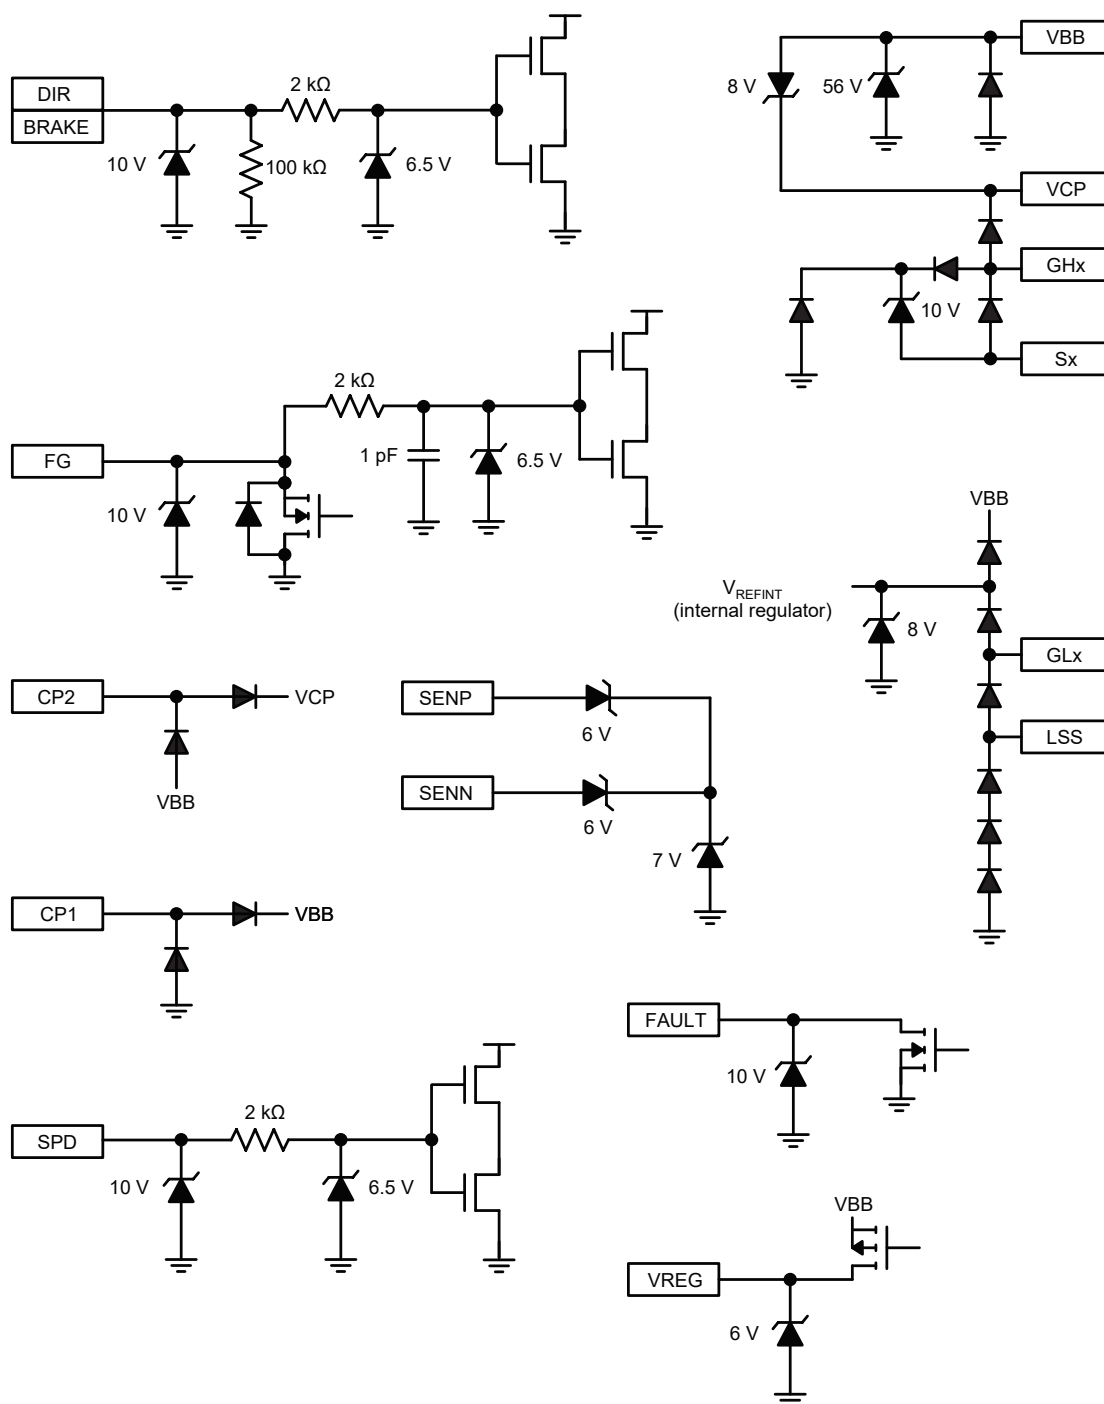 DIR
BRAKE
2 kΩ
10 V
100 kΩ
6.5 V
VBB
8 V
56 V
VCP
GHx
10 V
Sx
FG
2 kΩ
10 V
1 pF
6.5 V
VBB
VREFINT
(internal regulator)
8 V
GLx
LSS
CP2
VCP
VBB
SENP
6 V
SENN
6 V
7 V
CP1
VBB
FAULT
10 V
SPD
2 kΩ
10 V
6.5 V
VBB
VREG
6 V